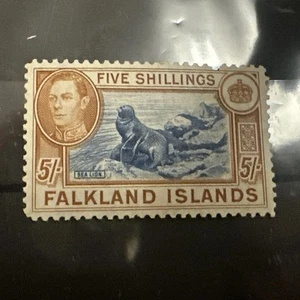 FIVE SHILLINGS
5/-
5/-
SEA LION
FALKLAND ISLANDS